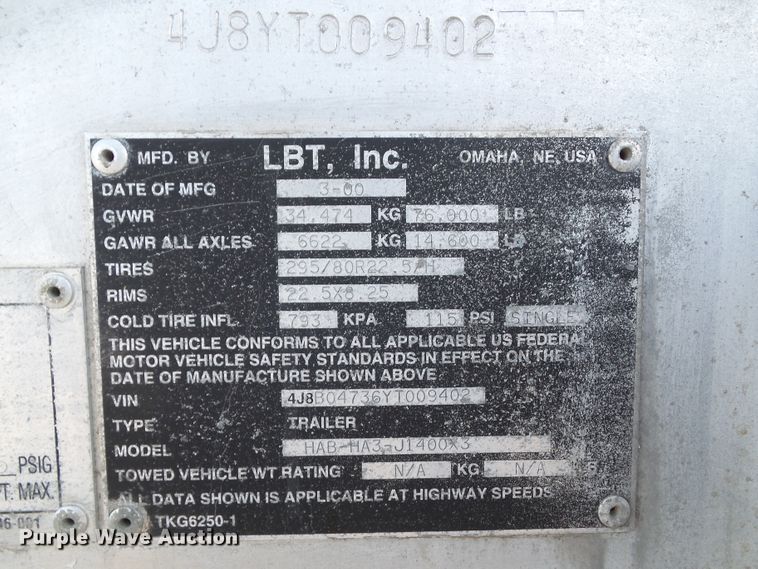 4J8YT009402
MFD. BY LBT, Inc. OMAHA, NE, USA
DATE OF MFG 3-00
GVWR 34,474 KG 76,000 LB
GAWR ALL AXLES 6622 KG 14,600 LB
TIRES 295/80R22.5/H
RIMS 22.5X8.25
COLD TIRE INFL. 793 KPA 115 PSI SINGLE
THIS VEHICLE CONFORMS TO ALL APPLICABLE US FEDERAL
MOTOR VEHICLE SAFETY STANDARDS IN EFFECT ON THE
DATE OF MANUFACTURE SHOWN ABOVE
VIN 4J8B04736YT009402
TYPE TRAILER
MODEL HAB-HA3-J1400X3
TOWED VEHICLE WT. RATING N/A KG N/A
ALL DATA SHOWN IS APPLICABLE AT HIGHWAY SPEEDS
TKG6250-1
PSIG
T. MAX.
46-001
Purple Wave Auction